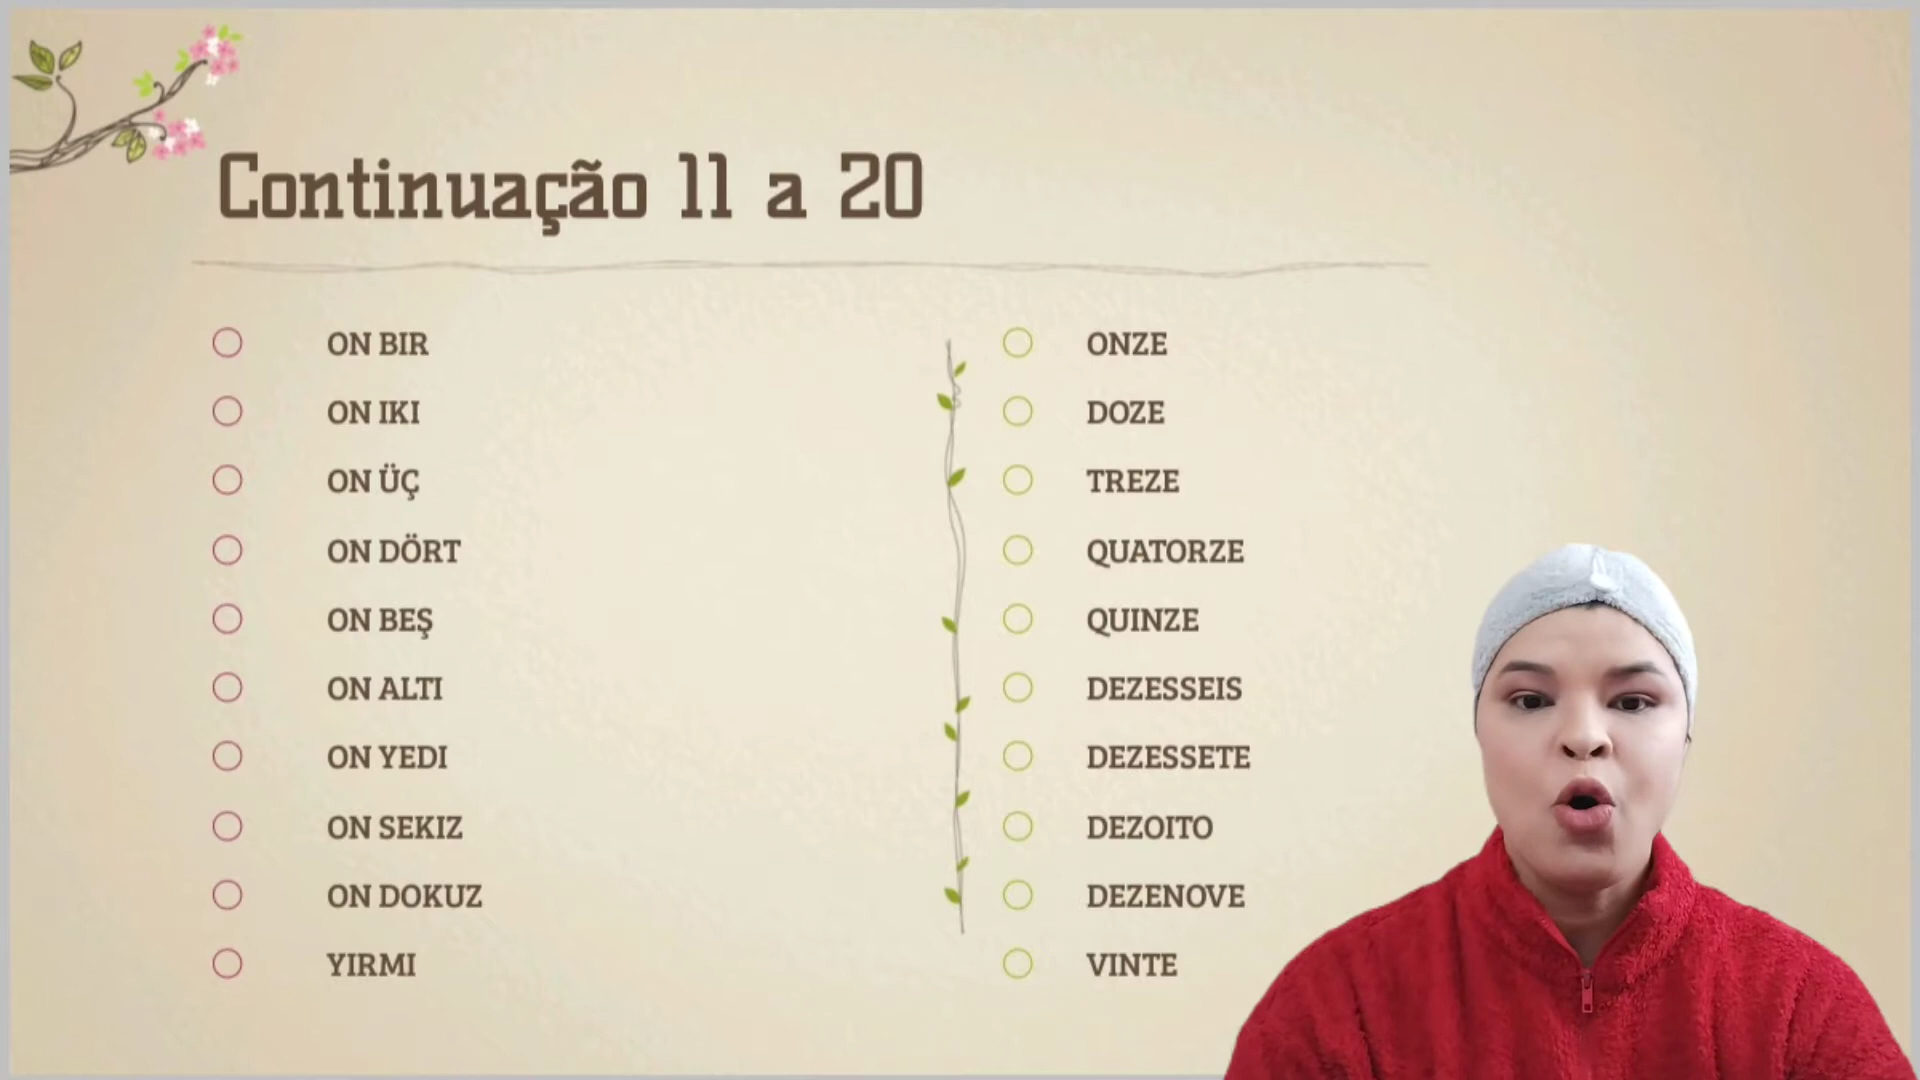 Continuação 11 a 20
ON BIR
ON IKI
ON ÜÇ
ON DÖRT
ON BEŞ
ON ALTI
ON YEDI
ON SEKIZ
ON DOKUZ
YIRMI
ONZE
DOZE
TREZE
QUATORZE
QUINZE
DEZESSEIS
DEZESSETE
DEZOITO
DEZENOVE
VINTE